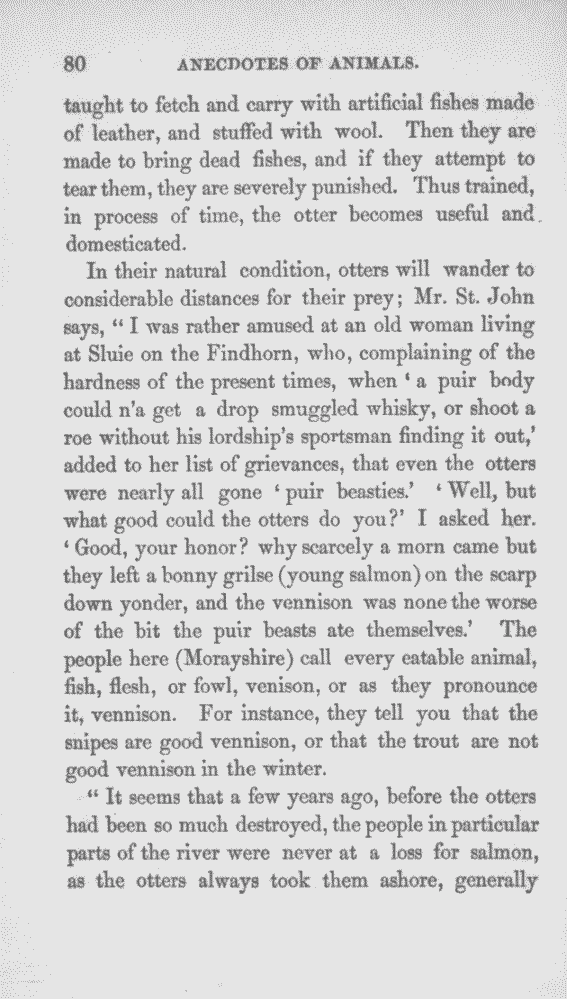 80 ANECDOTES OF ANIMALS.
taught to fetch and carry with artificial fishes made
of leather, and stuffed with wool. Then they are
made to bring dead fishes, and if they attempt to
tear them, they are severely punished. Thus trained,
in process of time, the otter becomes useful and
domesticated.
In their natural condition, otters will wander to
considerable distances for their prey; Mr. St. John
says, “ I was rather amused at an old woman living
at Sluie on the Findhorn, who, complaining of the
hardness of the present times, when ‘ a puir body
could n’a get a drop smuggled whisky, or shoot a
roe without his lordship’s sportsman finding it out,’
added to her list of grievances, that even the otters
were nearly all gone ‘ puir beasties.’ ‘ Well, but
what good could the otters do you?’ I asked her.
‘ Good, your honor? why scarcely a morn came but
they left a bonny grilse (young salmon) on the scarp
down yonder, and the vennison was none the worse
of the bit the puir beasts ate themselves.’ The
people here (Morayshire) call every eatable animal,
fish, flesh, or fowl, venison, or as they pronounce
it, vennison. For instance, they tell you that the
snipes are good vennison, or that the trout are not
good vennison in the winter.
“ It seems that a few years ago, before the otters
had been so much destroyed, the people in particular
parts of the river were never at a loss for salmon,
as the otters always took them ashore, generally